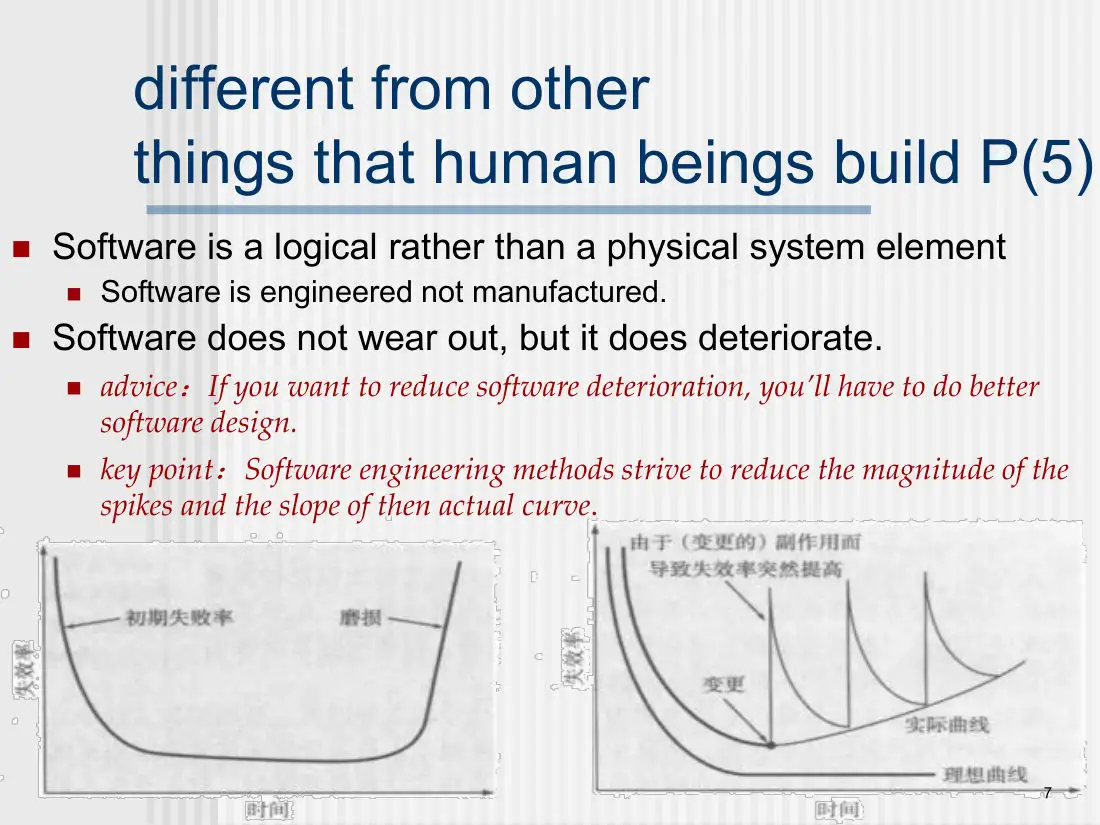 different from other
things that human beings build P(5)
Software is a logical rather than a physical system element
Software is engineered not manufactured.
Software does not wear out, but it does deteriorate.
advice：If you want to reduce software deterioration, you’ll have to do better
software design.
key point：Software engineering methods strive to reduce the magnitude of the
spikes and the slope of then actual curve.
初期失败率
磨损
失效率
时间
由于（变更的）副作用而
导致失效率突然提高
变更
实际曲线
理想曲线
失效率
时间
7